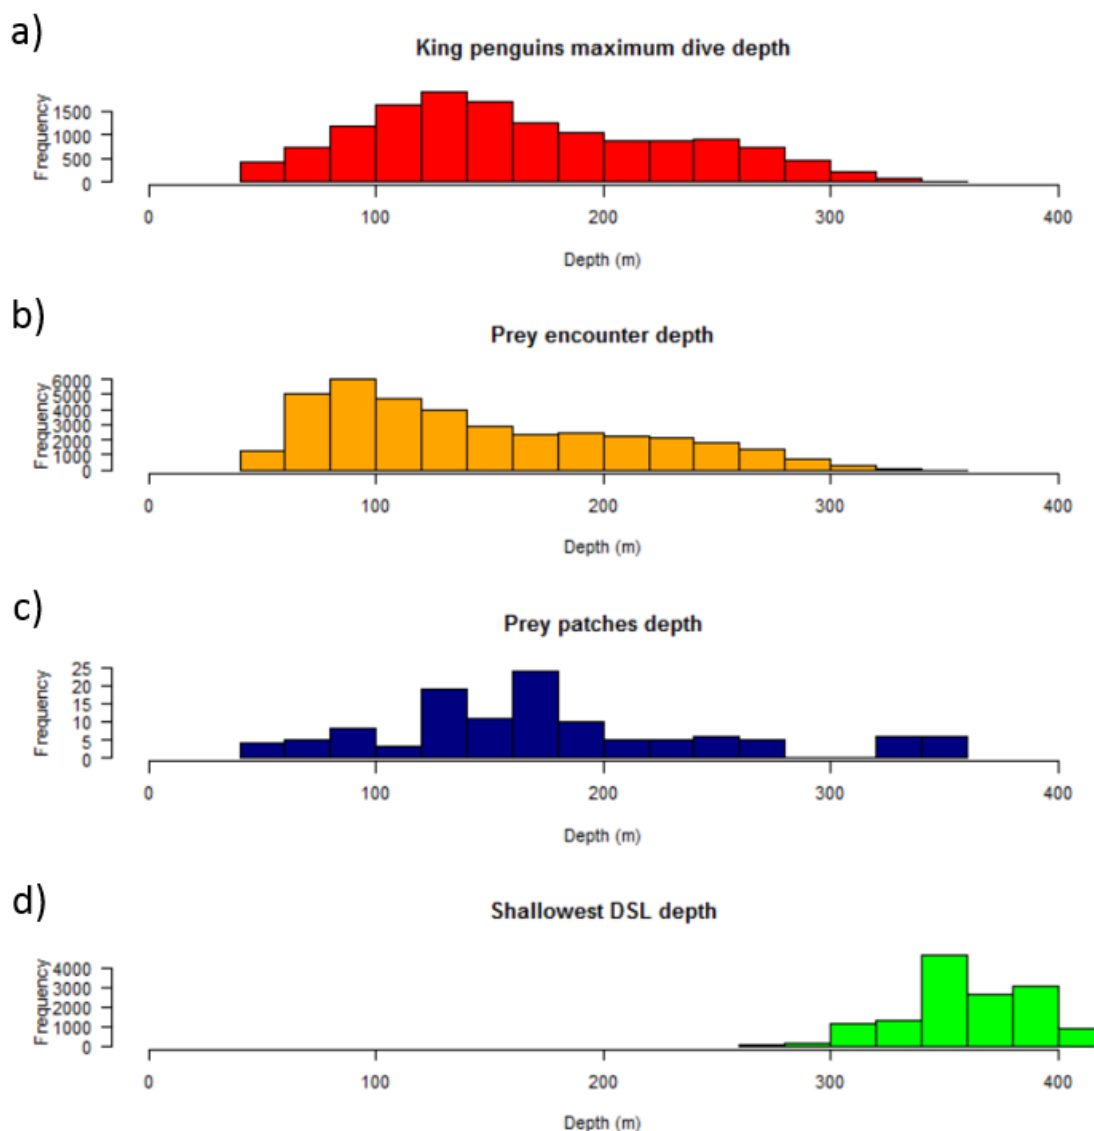 a)
King penguins maximum dive depth
Frequency
1500
1000
500
0
0 100 200 300 400
Depth (m)
b)
Prey encounter depth
Frequency
6000
5000
4000
3000
2000
1000
0
0 100 200 300 400
Depth (m)
c)
Prey patches depth
Frequency
25
20
15
10
5
0
0 100 200 300 400
Depth (m)
d)
Shallowest DSL depth
Frequency
4000
3000
2000
1000
0
0 100 200 300 400
Depth (m)